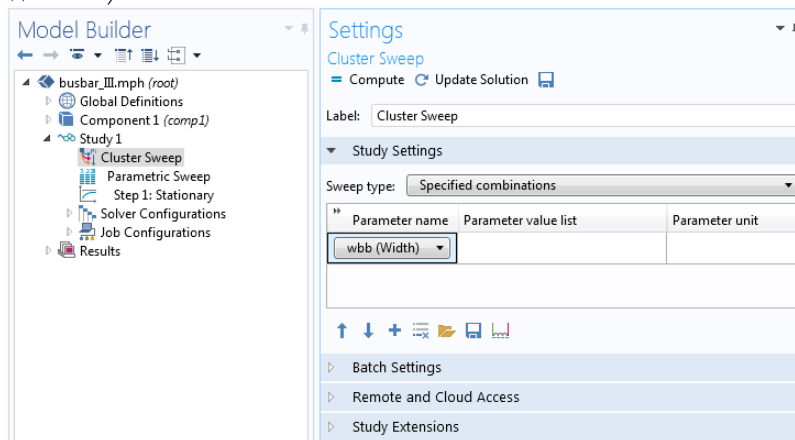 Model Builder
busbar_III.mph (root)
Global Definitions
Component 1 (comp1)
Study 1
Cluster Sweep
Parametric Sweep
Step 1: Stationary
Solver Configurations
Job Configurations
Results
Settings
Cluster Sweep
= Compute Update Solution
Label: Cluster Sweep
Study Settings
Sweep type: Specified combinations
Parameter name Parameter value list Parameter unit
wbb (Width)
Batch Settings
Remote and Cloud Access
Study Extensions